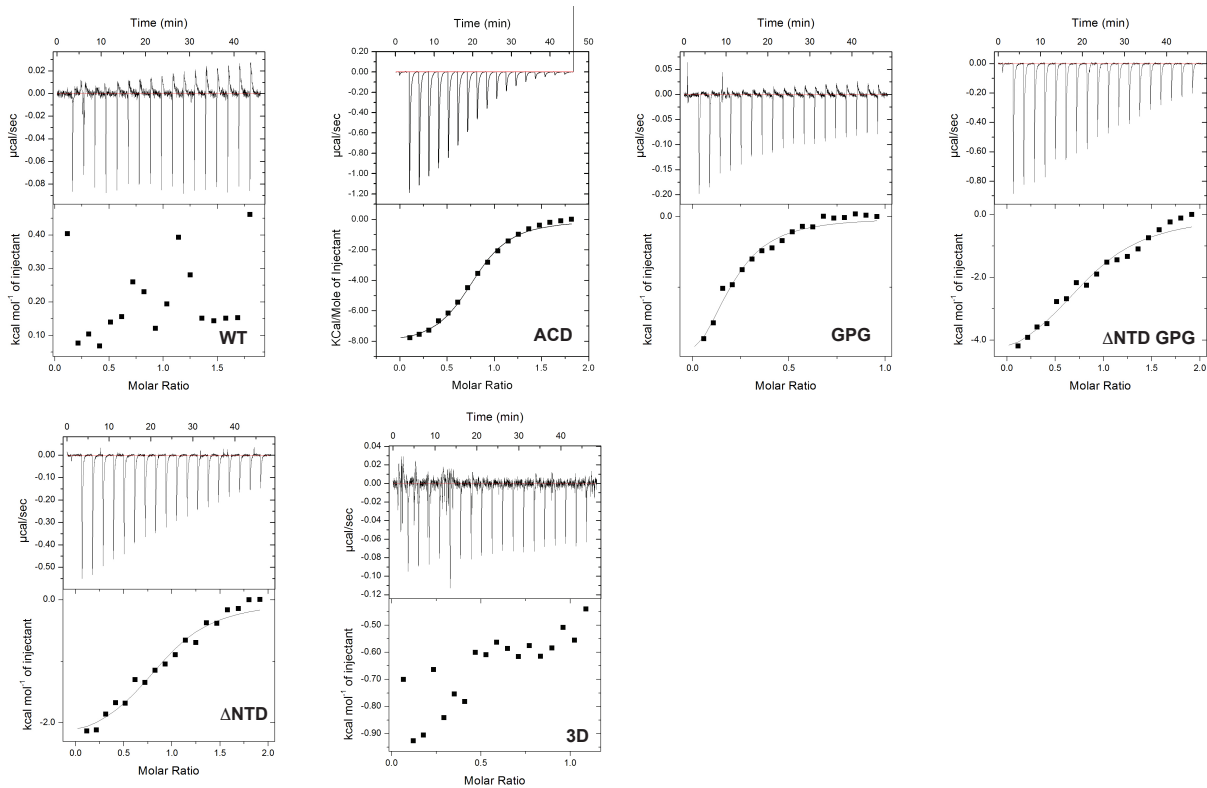 Time (min)
0 10 20 30 40
0.02
0.00
-0.02
-0.04
-0.06
-0.08
µcal/sec
0.40
0.30
0.20
0.10
kcal mol⁻¹ of injectant
WT
0.0 0.5 1.0 1.5
Molar Ratio
Time (min)
0 10 20 30 40 50
0.20
0.00
-0.20
-0.40
-0.60
-0.80
-1.00
-1.20
µcal/sec
0.00
-2.00
-4.00
-6.00
-8.00
KCal/Mole of Injectant
ACD
0.0 0.5 1.0 1.5 2.0
Molar Ratio
Time (min)
0 10 20 30 40
0.05
0.00
-0.05
-0.10
-0.15
-0.20
µcal/sec
0.0
kcal mol⁻¹ of injectant
GPG
0.0 0.5 1.0
Molar Ratio
Time (min)
0 10 20 30 40
0.00
-0.20
-0.40
-0.60
-0.80
µcal/sec
0.0
-2.0
-4.0
kcal mol⁻¹ of injectant
ΔNTD GPG
0.0 0.5 1.0 1.5 2.0
Molar Ratio
Time (min)
0 10 20 30 40
0.00
-0.10
-0.20
-0.30
-0.40
-0.50
µcal/sec
0.0
-2.0
kcal mol⁻¹ of injectant
ΔNTD
0.0 0.5 1.0 1.5 2.0
Molar Ratio
Time (min)
0 10 20 30 40
0.04
0.02
0.00
-0.02
-0.04
-0.06
-0.08
-0.10
-0.12
µcal/sec
-0.50
-0.60
-0.70
-0.80
-0.90
kcal mol⁻¹ of injectant
3D
0.0 0.5 1.0
Molar Ratio